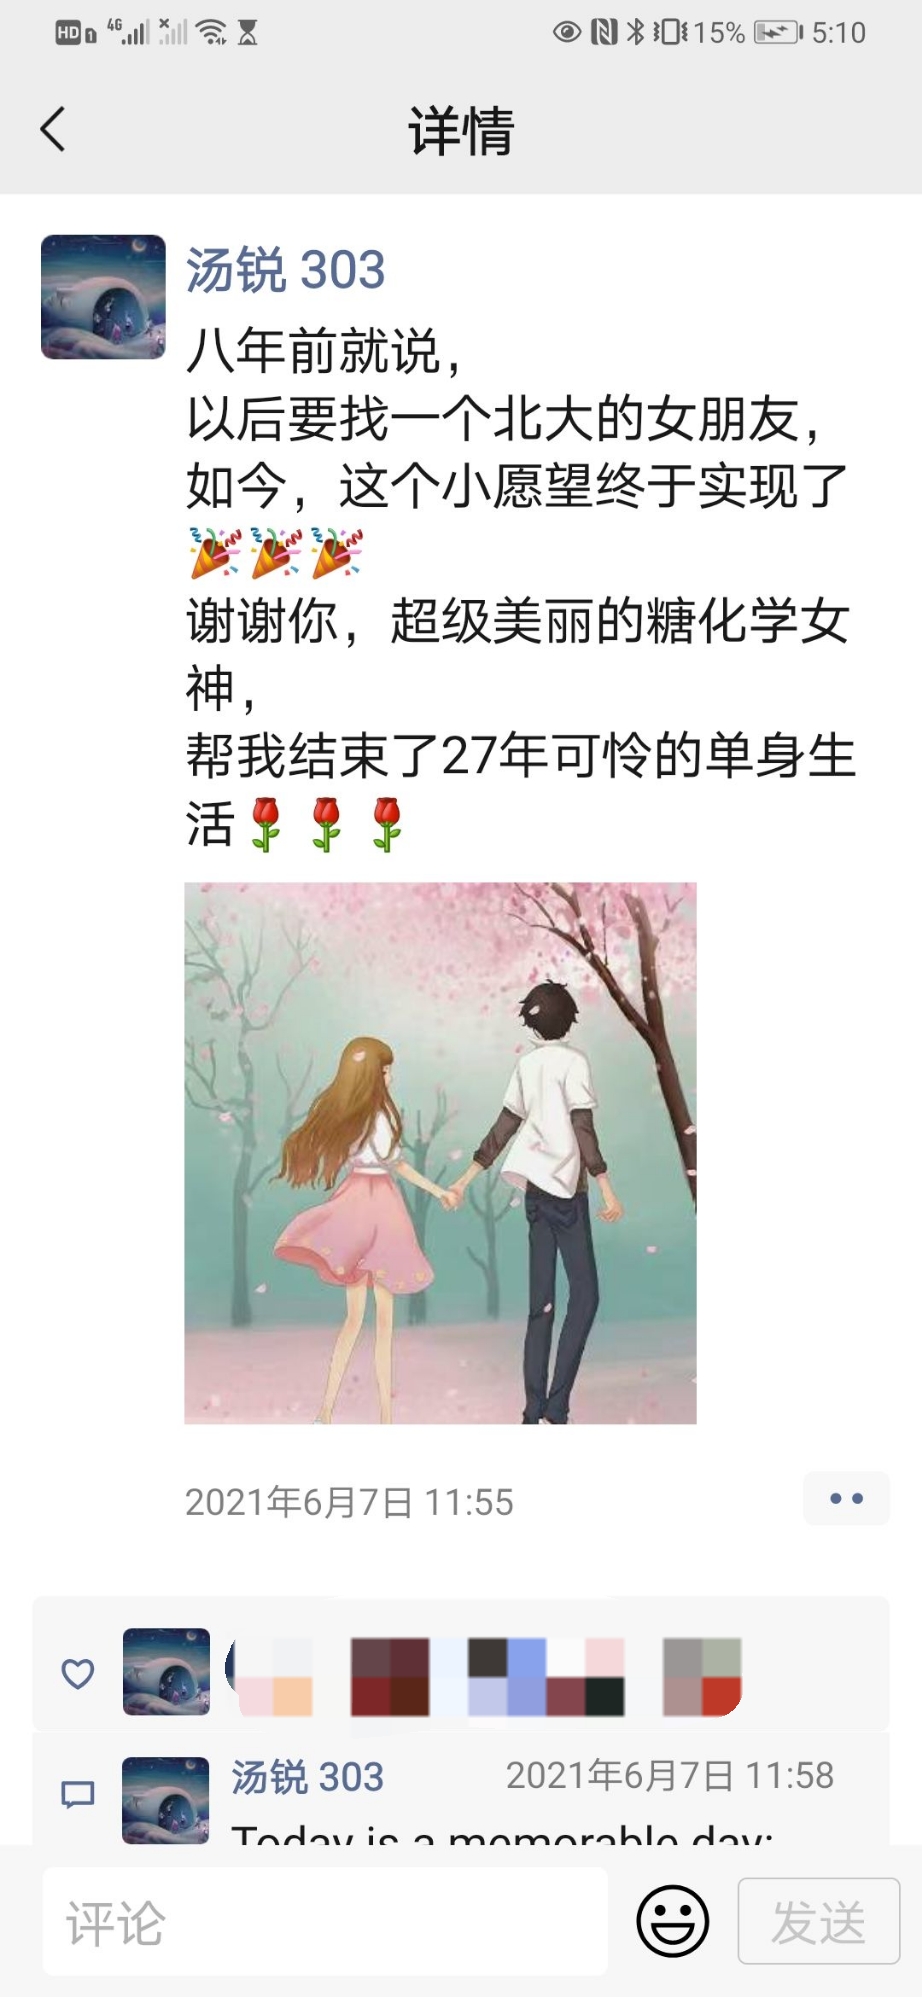 HD 1 4G 15% 5:10
详情
汤锐 303
八年前就说，
以后要找一个北大的女朋友，
如今，这个小愿望终于实现了
🎉🎉🎉
谢谢你，超级美丽的糖化学女
神，
帮我结束了27年可怜的单身生
活🌹🌹🌹
2021年6月7日 11:55
汤锐 303 2021年6月7日 11:58
Today is a memorable day:
评论 发送